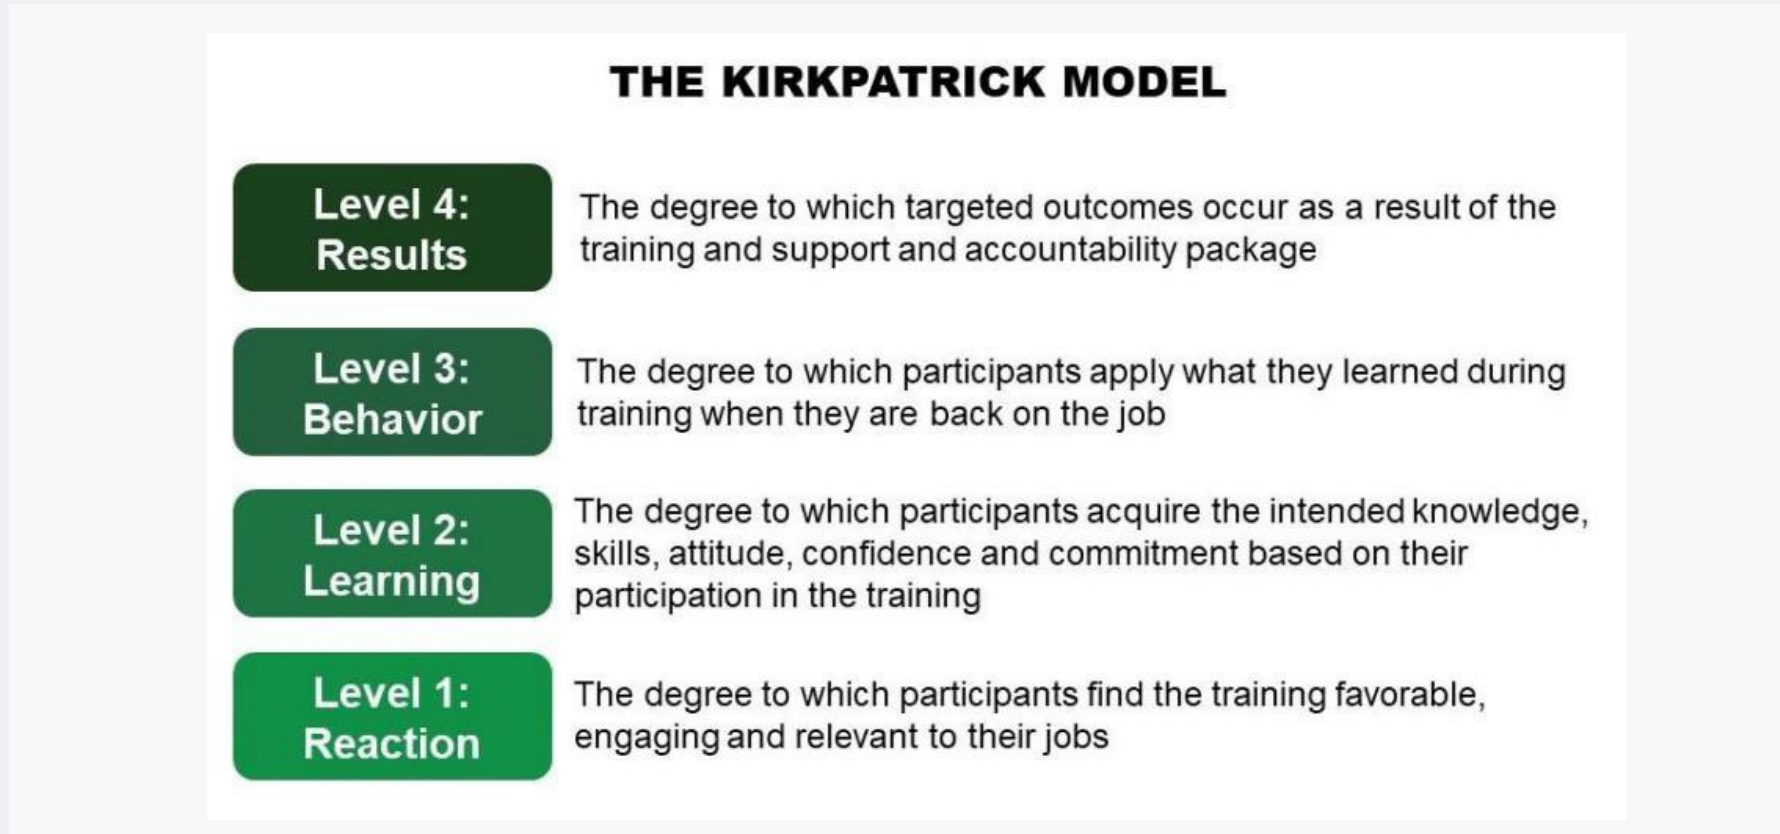 THE KIRKPATRICK MODEL
Level 4:
Results
The degree to which targeted outcomes occur as a result of the
training and support and accountability package
Level 3:
Behavior
The degree to which participants apply what they learned during
training when they are back on the job
Level 2:
Learning
The degree to which participants acquire the intended knowledge,
skills, attitude, confidence and commitment based on their
participation in the training
Level 1:
Reaction
The degree to which participants find the training favorable,
engaging and relevant to their jobs